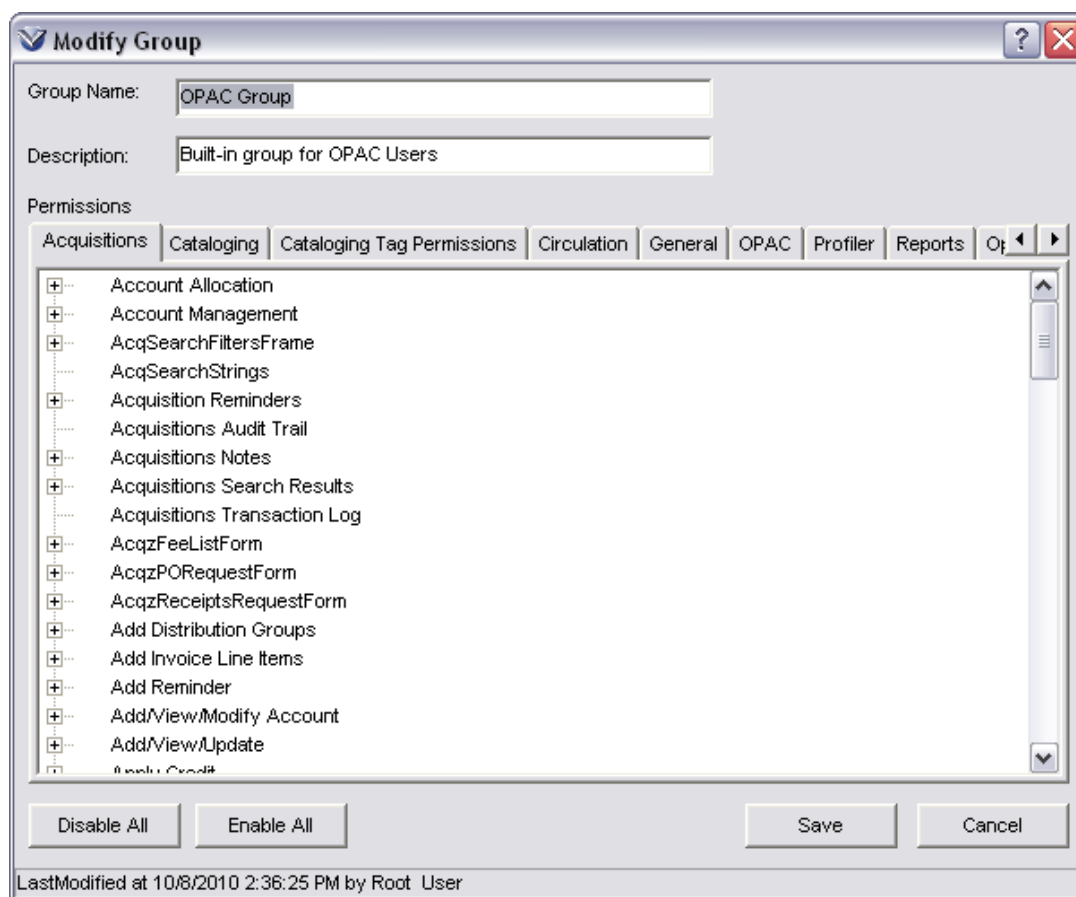 Modify Group
Group Name: OPAC Group
Description: Built-in group for OPAC Users
Permissions
Acquisitions Cataloging Cataloging Tag Permissions Circulation General OPAC Profiler Reports
Account Allocation
Account Management
AcqSearchFiltersFrame
AcqSearchStrings
Acquisition Reminders
Acquisitions Audit Trail
Acquisitions Notes
Acquisitions Search Results
Acquisitions Transaction Log
AcqzFeeListForm
AcqzPORequestForm
AcqzReceiptsRequestForm
Add Distribution Groups
Add Invoice Line Items
Add Reminder
Add/View/Modify Account
Add/View/Update
Apply Credit
Disable All Enable All Save Cancel
LastModified at 10/8/2010 2:36:25 PM by Root User